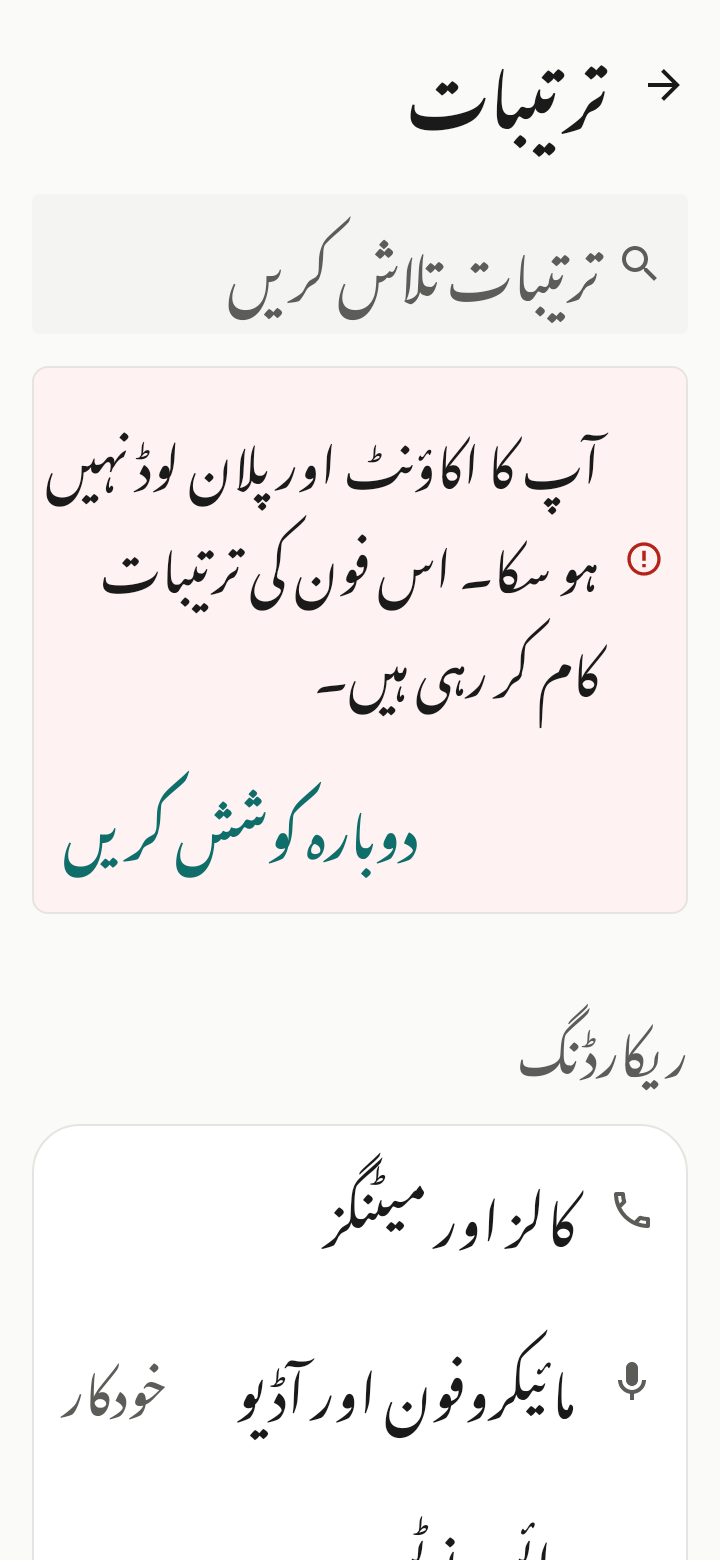 ترتیبات
ترتیبات تلاش کریں
آپ کا اکاؤنٹ اور پلان لوڈ نہیں
ہو سکا۔ اس فون کی ترتیبات
کام کر رہی ہیں۔
دوبارہ کوشش کریں
ریکارڈنگ
کالز اور میٹنگز
مائیکروفون اور آڈیو
خودکار